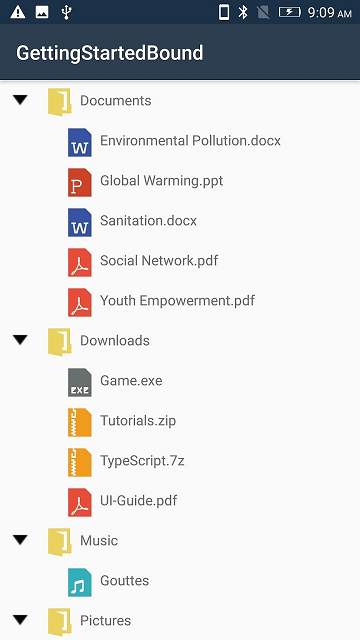 9:09 AM
GettingStartedBound
Documents
W Environmental Pollution.docx
P Global Warming.ppt
W Sanitation.docx
Social Network.pdf
Youth Empowerment.pdf
Downloads
EXE Game.exe
Tutorials.zip
TypeScript.7z
UI-Guide.pdf
Music
Gouttes
Pictures